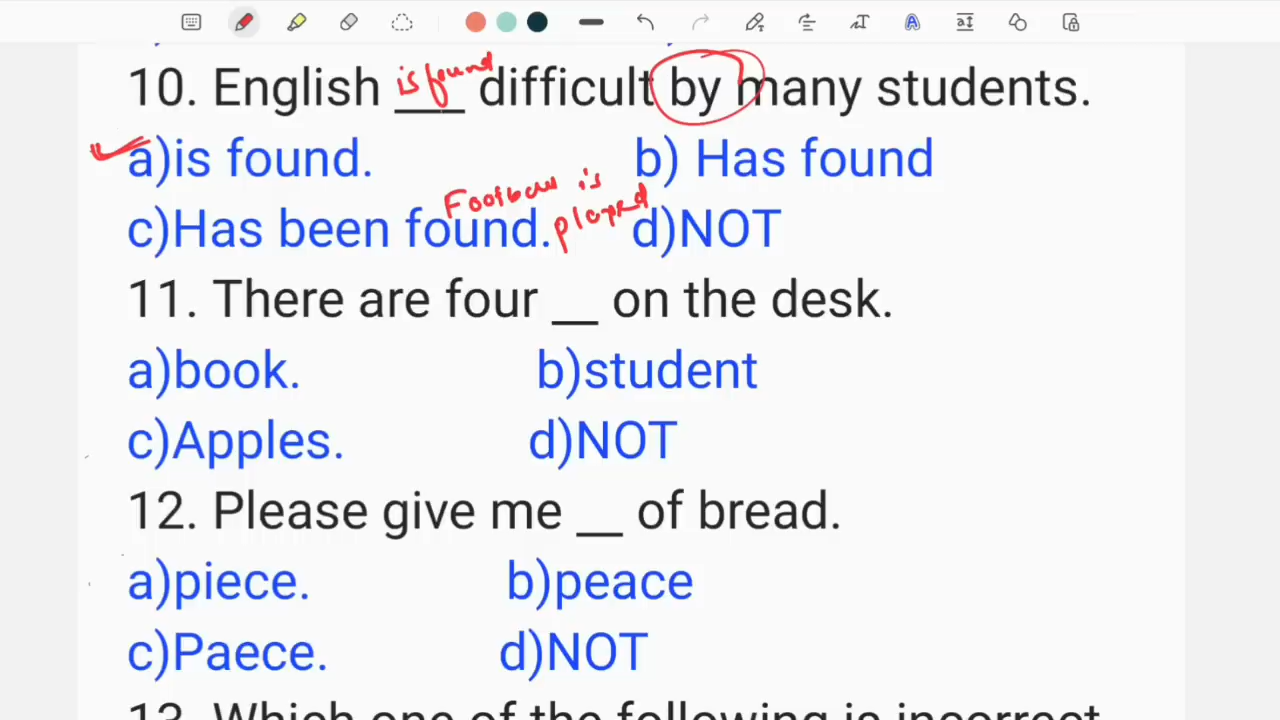 10. English is found ___ difficult by many students.
a)is found. b) Has found
Football is played
c)Has been found. d)NOT
11. There are four __ on the desk.
a)book. b)student
c)Apples. d)NOT
12. Please give me __ of bread.
a)piece. b)peace
c)Paece. d)NOT
13. Which one of the following is incorrect